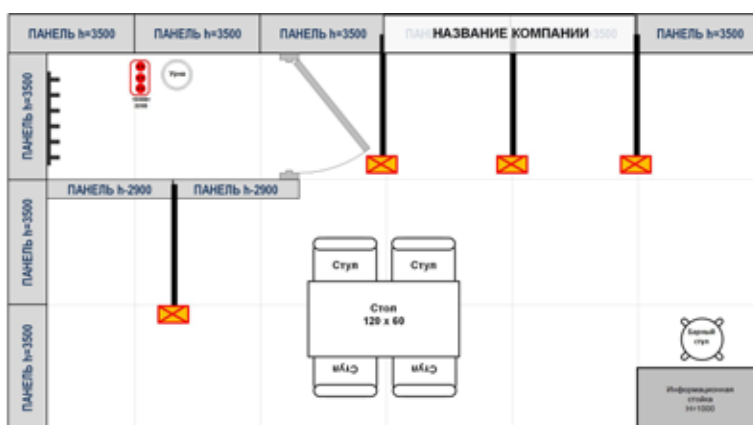 ПАНЕЛЬ h=3500
ПАНЕЛЬ h=3500
ПАНЕЛЬ h=3500
НАЗВАНИЕ КОМПАНИИ
ПАНЕЛЬ h=3500
ПАНЕЛЬ h=3500
Урна
ПАНЕЛЬ h-2900
ПАНЕЛЬ h-2900
ПАНЕЛЬ h=3500
Стул
Стул
Стол
120 x 60
Стул
Стул
ПАНЕЛЬ h=3500
Барный
стул
Информационная
стойка
H=1000